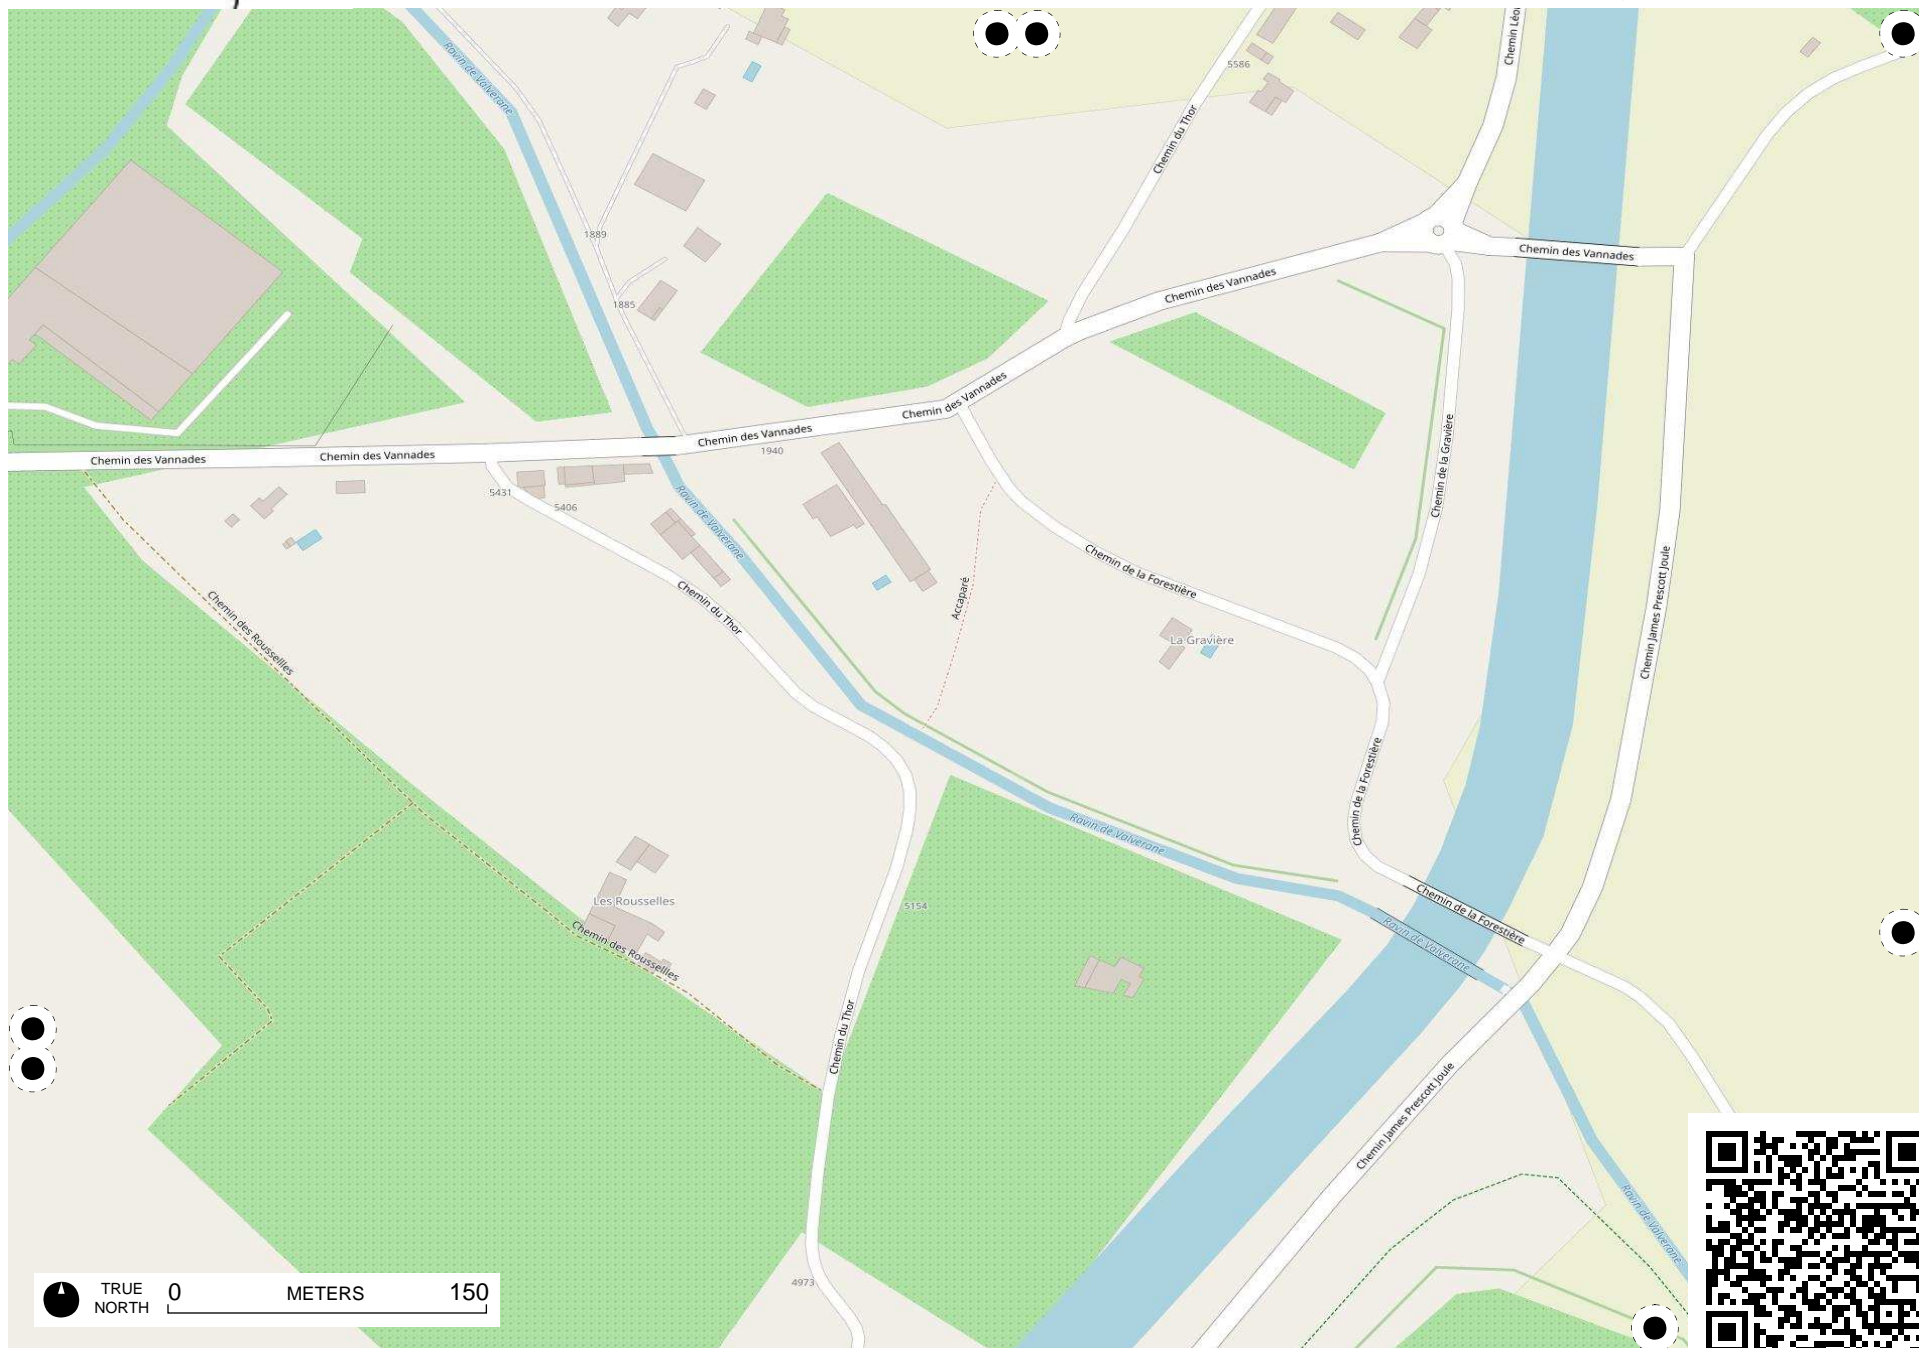 Ravin de Valverane
Chemin Léon
5586
Chemin du Thor
1889
Chemin des Vannades
Chemin des Vannades
1885
Chemin des Vannades
Chemin des Vannades
1940
Chemin des Vannades
Chemin des Vannades
Chemin de la Gravière
5431
5406
Ravin de Valverane
Chemin de la Forestière
Accaparé
Chemin James Prescott Joule
Chemin du Thor
Chemin des Rousselles
La Gravière
Chemin de la Forestière
Ravin de Valverane
Les Rousselles
5154
Chemin de la Forestière
Ravin de Valverane
Chemin des Rousselles
Chemin du Thor
Chemin James Prescott Joule
Ravin de Valverane
4973
TRUE
NORTH
0 METERS 150